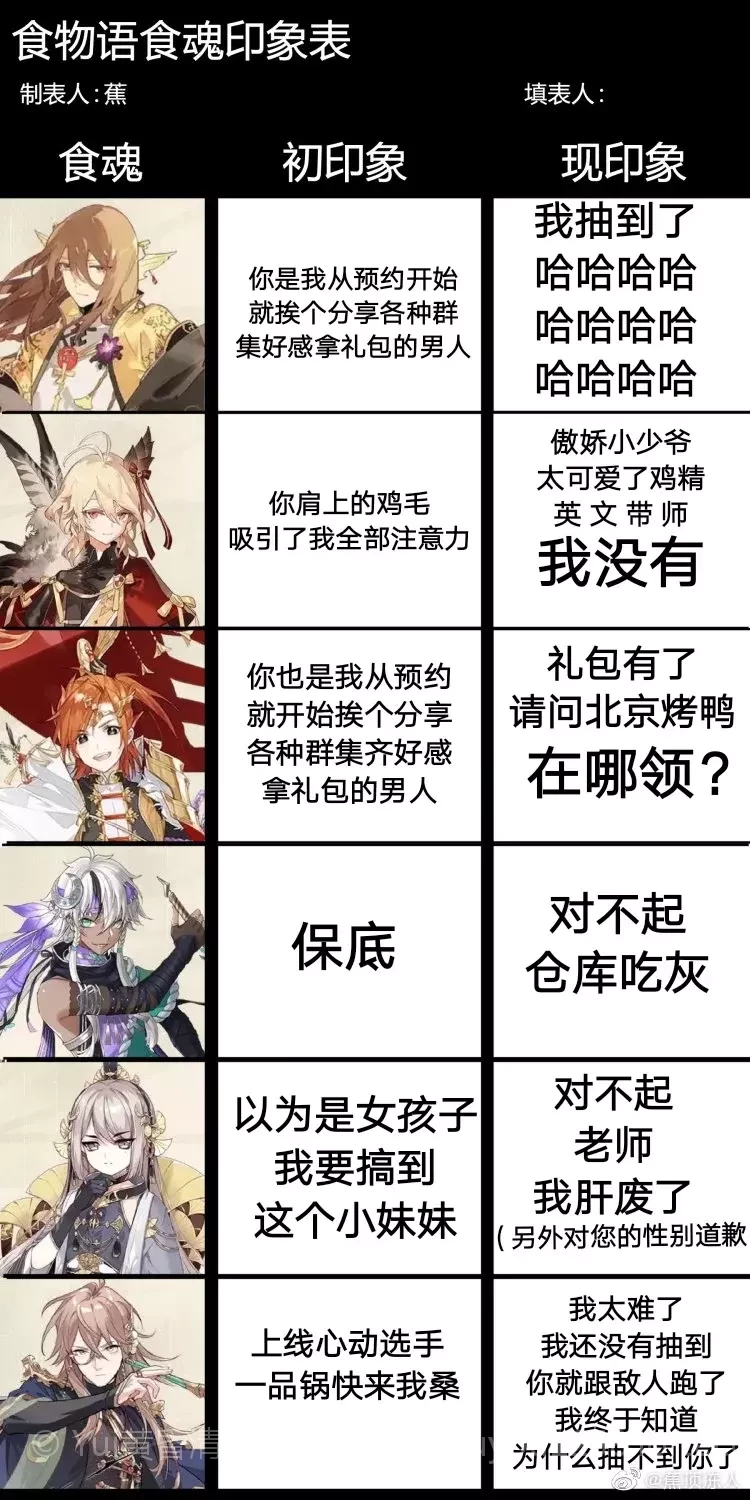 食物语食魂印象表
制表人:蕉
填表人:
食魂
初印象
现印象
你是我从预约开始
就挨个分享各种群
集好感拿礼包的男人
我抽到了
哈哈哈哈
哈哈哈哈
哈哈哈哈
你肩上的鸡毛
吸引了我全部注意力
傲娇小少爷
太可爱了鸡精
英文带师
我没有
你也是我从预约
就开始挨个分享
各种群集齐好感
拿礼包的男人
礼包有了
请问北京烤鸭
在哪领?
保底
对不起
仓库吃灰
以为是女孩子
我要搞到
这个小妹妹
对不起
老师
我肝废了
(另外对您的性别道歉
上线心动选手
一品锅快来我桑
我太难了
我还没有抽到
你就跟敌人跑了
我终于知道
为什么抽不到你了
@蕉顶冻人